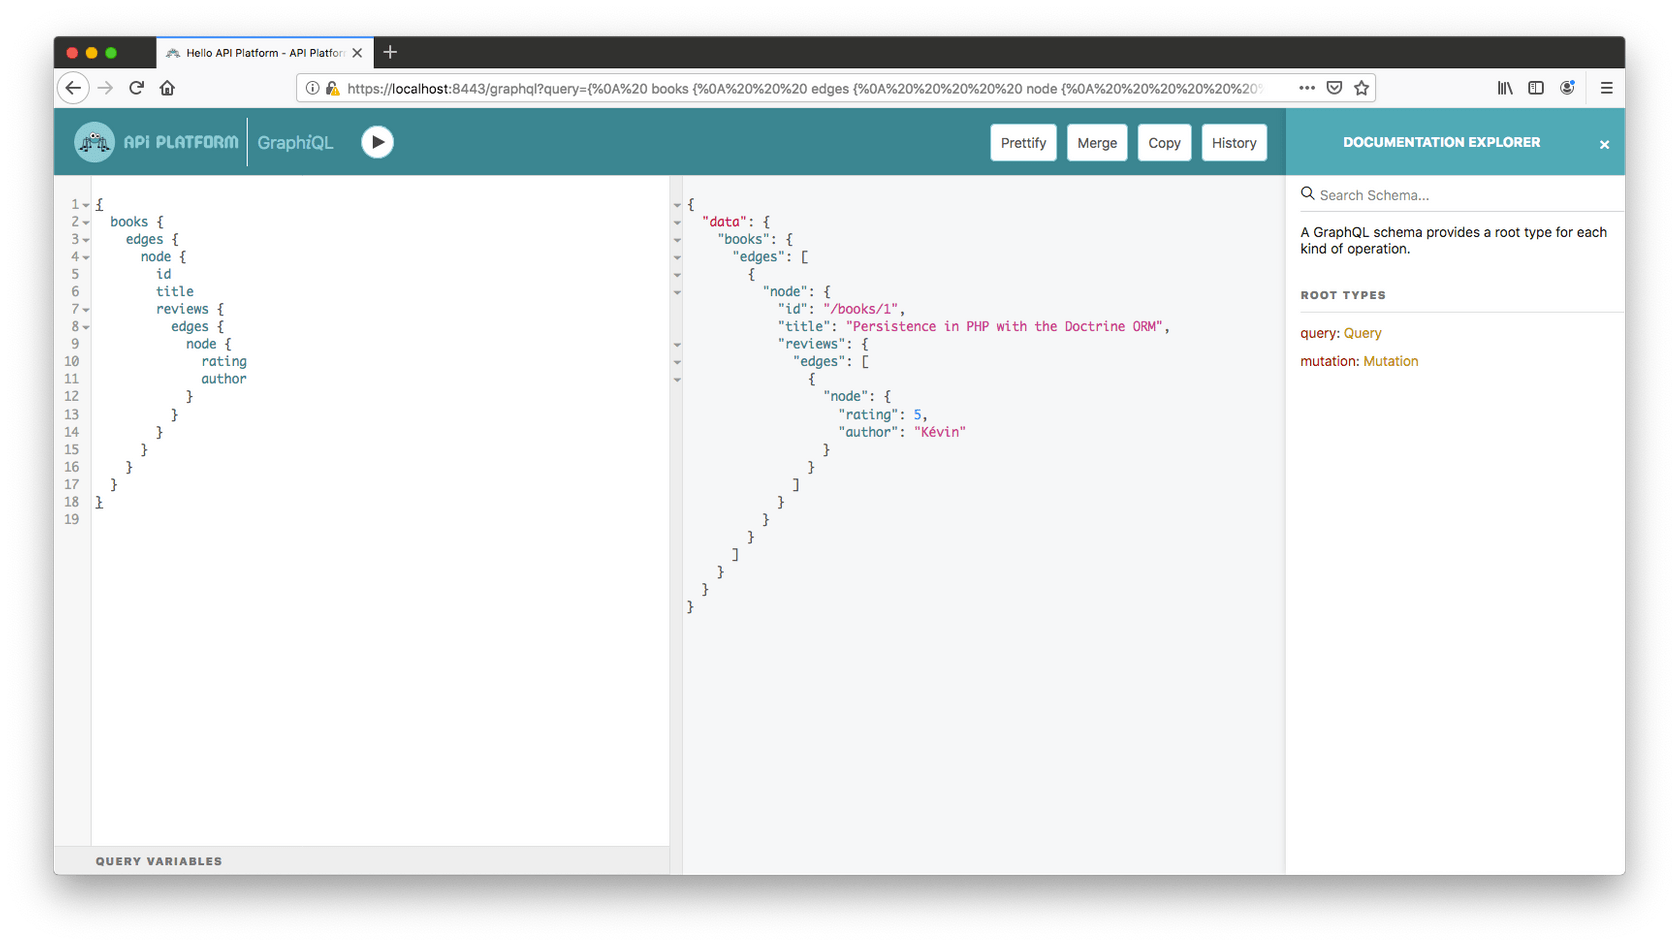 Hello API Platform - API Platform
https://localhost:8443/graphql?query={%0A%20 books {%0A%20%20%20 edges {%0A%20%20%20%20%20 node {%0A%20%20%20%20%20%20%20
API PLATFORM
GraphiQL
Prettify
Merge
Copy
History
DOCUMENTATION EXPLORER
1 {
2 books {
3 edges {
4 node {
5 id
6 title
7 reviews {
8 edges {
9 node {
10 rating
11 author
12 }
13 }
14 }
15 }
16 }
17 }
18 }
19
QUERY VARIABLES
{
"data": {
"books": {
"edges": [
{
"node": {
"id": "/books/1",
"title": "Persistence in PHP with the Doctrine ORM",
"reviews": {
"edges": [
{
"node": {
"rating": 5,
"author": "Kévin"
}
}
]
}
}
}
]
}
}
}
Search Schema...
A GraphQL schema provides a root type for each
kind of operation.
ROOT TYPES
query: Query
mutation: Mutation